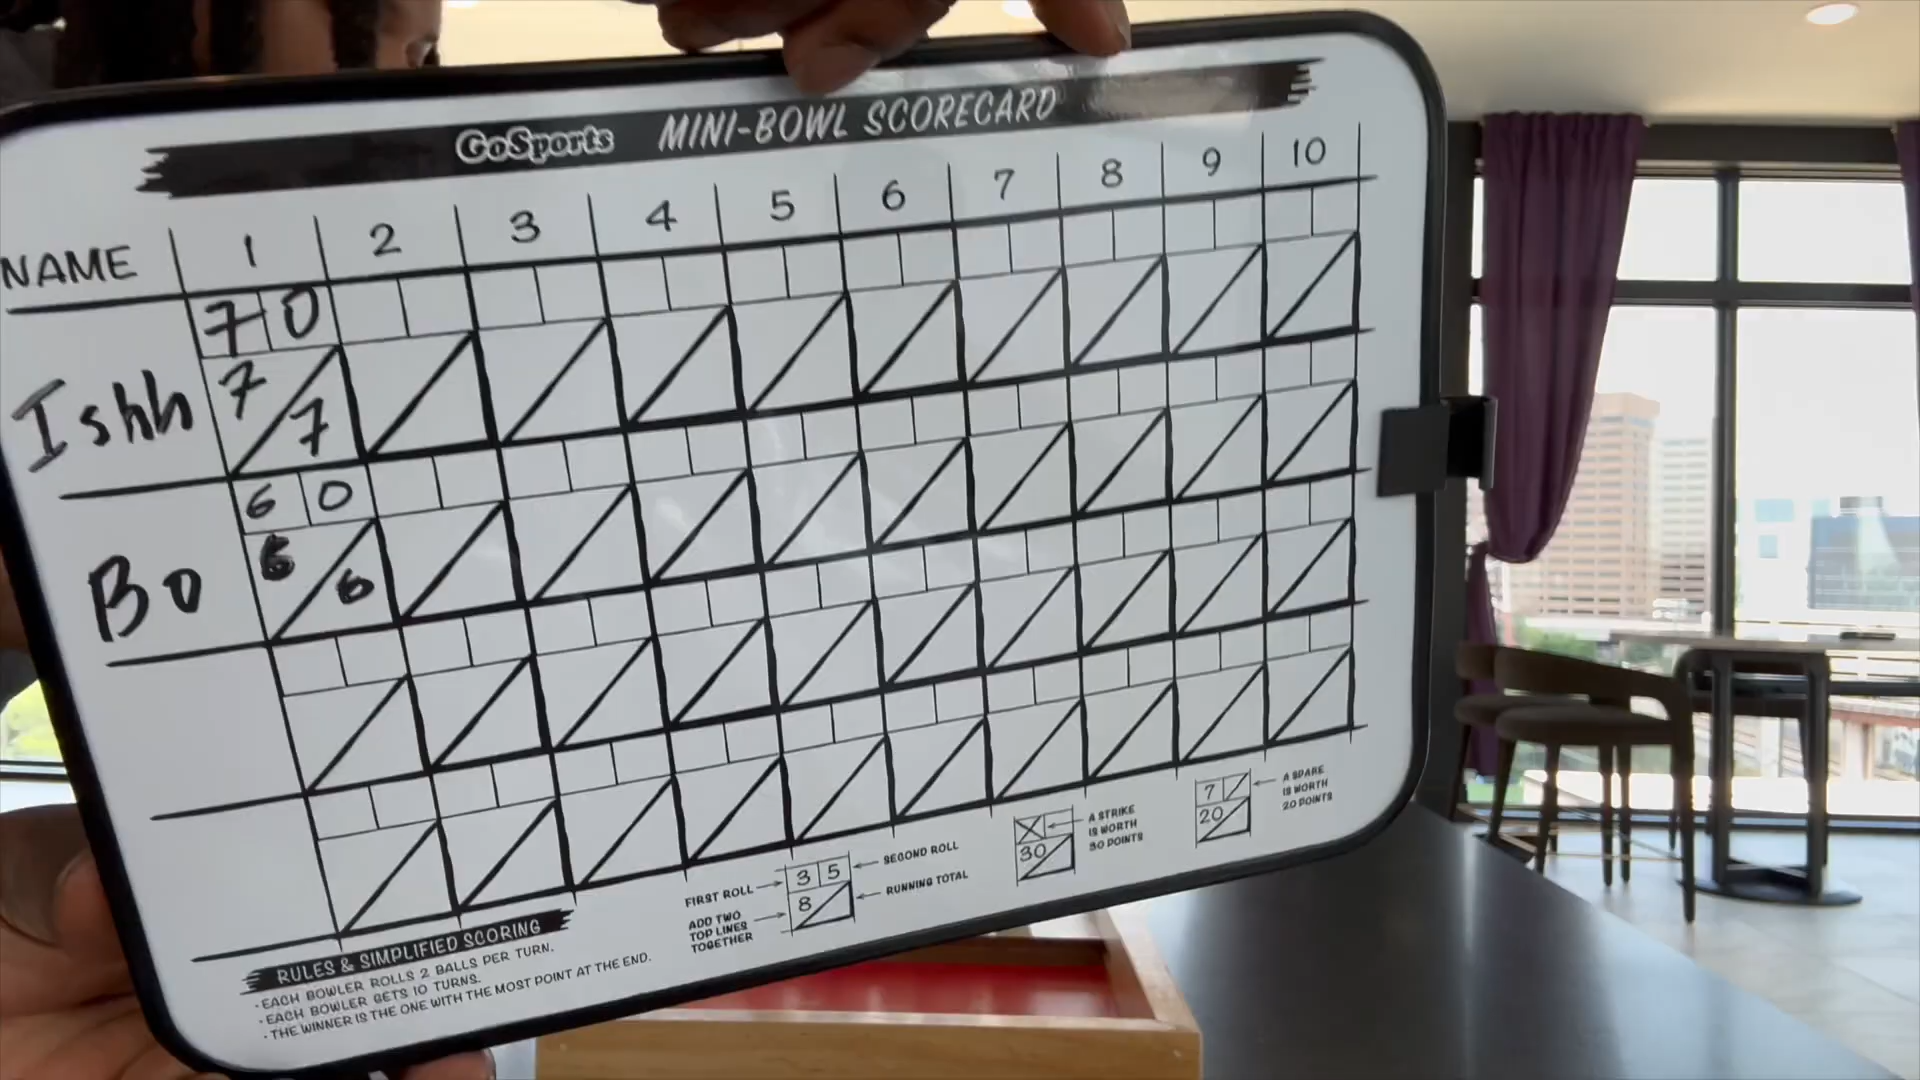 GoSports MINI-BOWL SCORECARD
NAME 1 2 3 4 5 6 7 8 9 10
7 0
Ishh 7 7
6 0
Bo 6 6
RULES & SIMPLIFIED SCORING
· EACH BOWLER ROLLS 2 BALLS PER TURN.
· EACH BOWLER GETS 10 TURNS.
· THE WINNER IS THE ONE WITH THE MOST POINT AT THE END.
FIRST ROLL
ADD TWO
TOP LINES
TOGETHER
3 5
8
SECOND ROLL
RUNNING TOTAL
X
30
A STRIKE
IS WORTH
30 POINTS
7 /
20
A SPARE
IS WORTH
20 POINTS